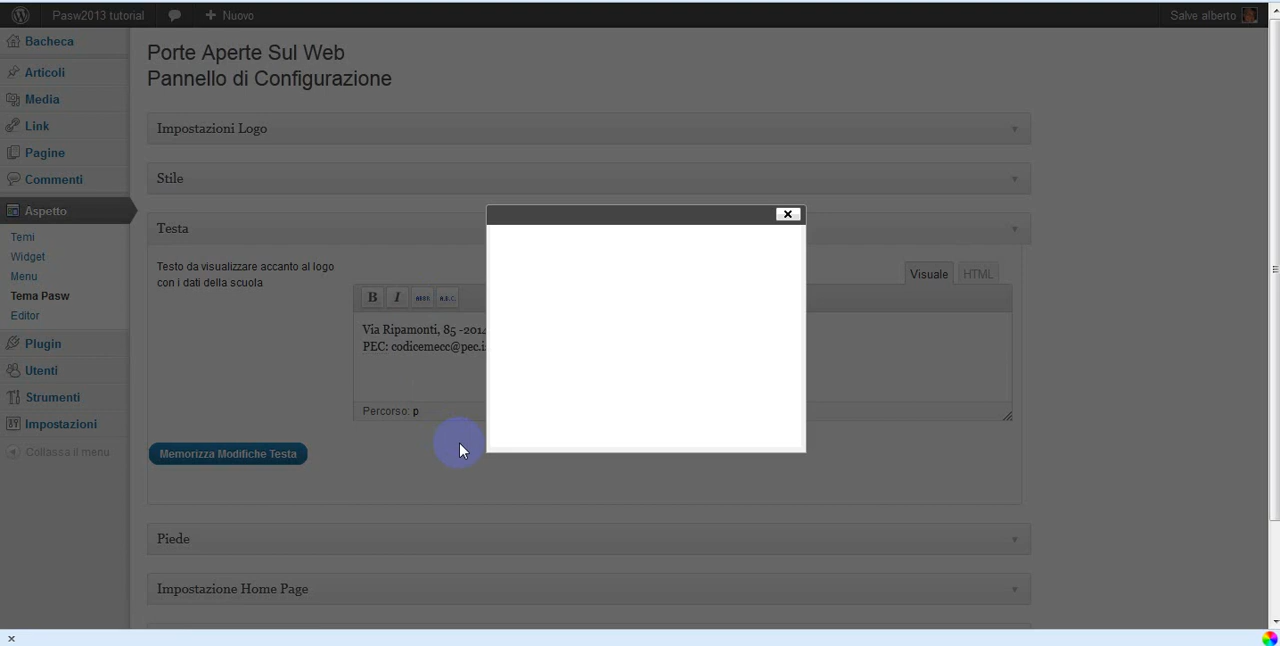 Pasw2013 tutorial
Nuovo
Salve alberto
Bacheca
Articoli
Media
Link
Pagine
Commenti
Aspetto
Temi
Widget
Menu
Tema Pasw
Editor
Plugin
Utenti
Strumenti
Impostazioni
Collassa il menu
Porte Aperte Sul Web
Pannello di Configurazione
Impostazioni Logo
Stile
Testa
Testo da visualizzare accanto al logo
con i dati della scuola
Visuale HTML
B I ABBR A.B.C.
Via Ripamonti, 85 -2014
PEC: codicemecc@pec.i
Percorso: p
Memorizza Modifiche Testa
Piede
Impostazione Home Page